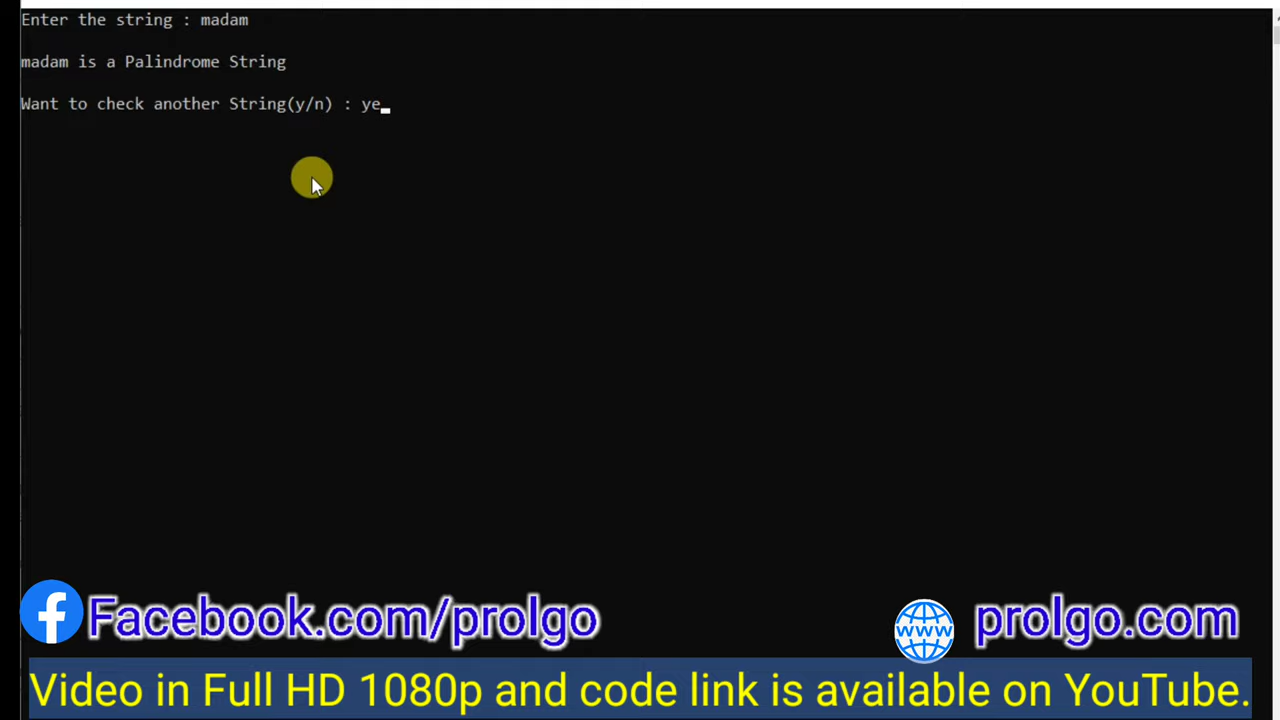 Enter the string : madam
madam is a Palindrome String
Want to check another String(y/n) : ye
f Facebook.com/prolgo
www prolgo.com
Video in Full HD 1080p and code link is available on YouTube.